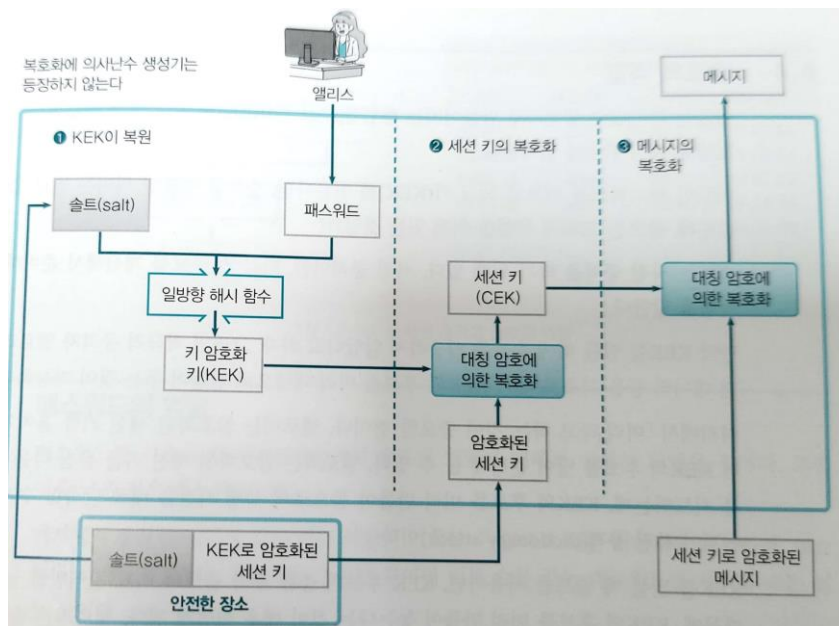 복호화에 의사난수 생성기는
등장하지 않는다
앨리스
메시지
❶ KEK이 복원
❷ 세션 키의 복호화
❸ 메시지의
복호화
솔트(salt)
패스워드
일방향 해시 함수
세션 키
(CEK)
대칭 암호에
의한 복호화
키 암호화
키(KEK)
대칭 암호에
의한 복호화
암호화된
세션 키
솔트(salt)
KEK로 암호화된
세션 키
안전한 장소
세션 키로 암호화된
메시지